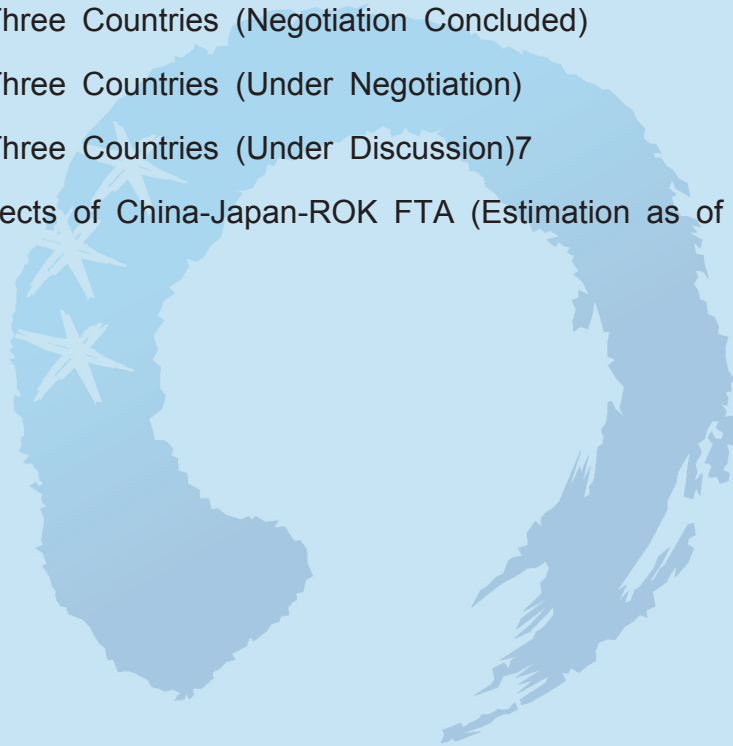 Three Countries (Negotiation Concluded)
Three Countries (Under Negotiation)
Three Countries (Under Discussion)7
ects of China-Japan-ROK FTA (Estimation as of